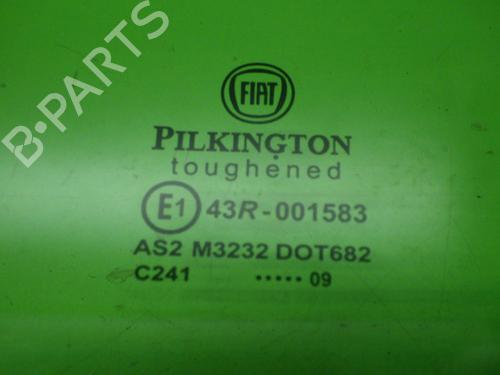 B-PARTS
FIAT
PILKINGTON
toughened
E1 43R-001583
AS2 M3232 DOT682
C241 ..... 09